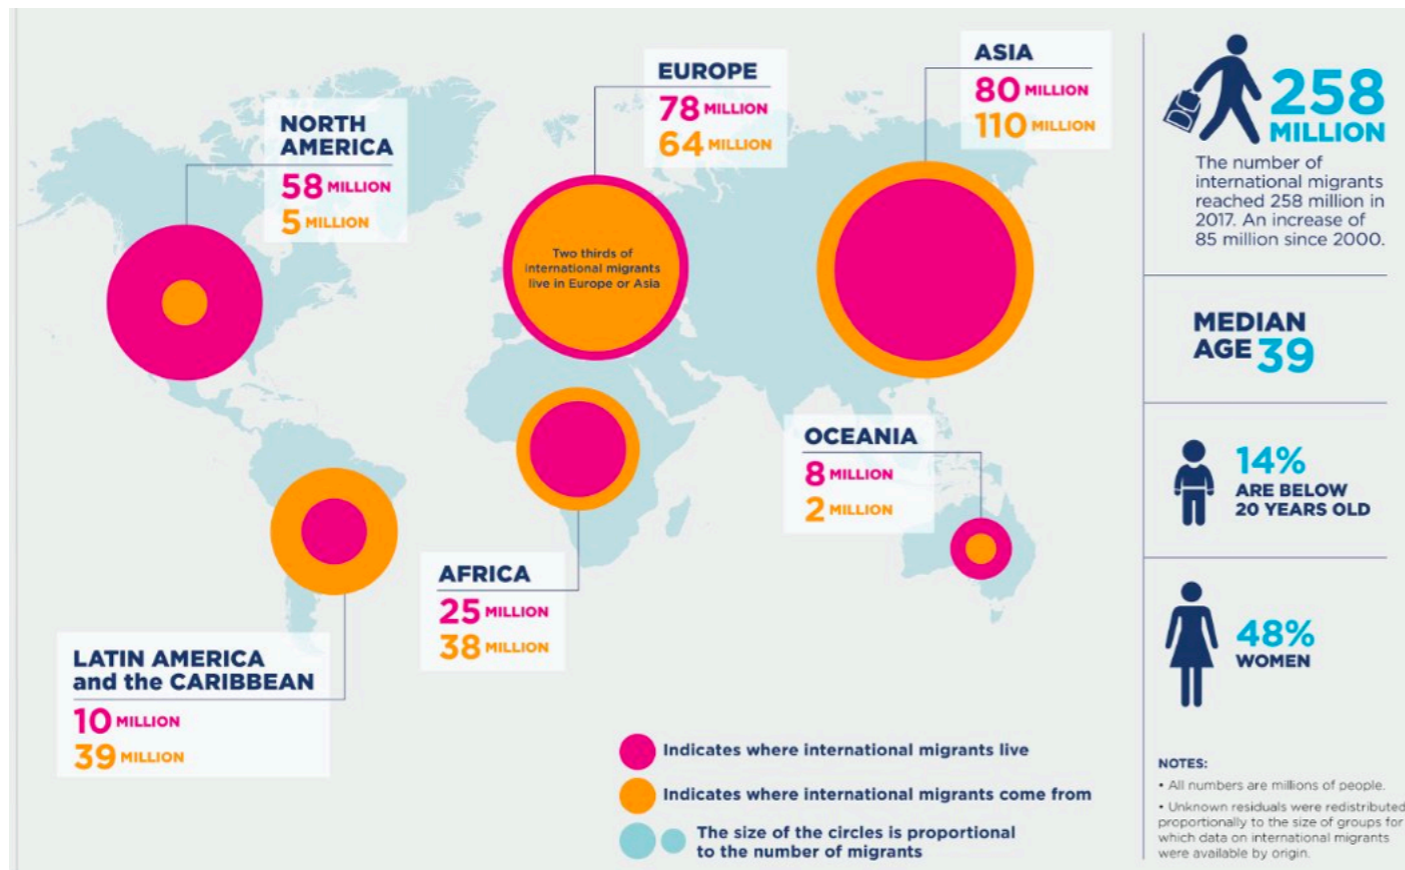 NORTH
AMERICA
58 MILLION
5 MILLION
EUROPE
78 MILLION
64 MILLION
Two thirds of
international migrants
live in Europe or Asia
ASIA
80 MILLION
110 MILLION
OCEANIA
8 MILLION
2 MILLION
AFRICA
25 MILLION
38 MILLION
LATIN AMERICA
and the CARIBBEAN
10 MILLION
39 MILLION
Indicates where international migrants live
Indicates where international migrants come from
The size of the circles is proportional
to the number of migrants
258
MILLION
The number of
international migrants
reached 258 million in
2017. An increase of
85 million since 2000.
MEDIAN
AGE 39
14%
ARE BELOW
20 YEARS OLD
48%
WOMEN
NOTES:
• All numbers are millions of people.
• Unknown residuals were redistributed
proportionally to the size of groups for
which data on international migrants
were available by origin.